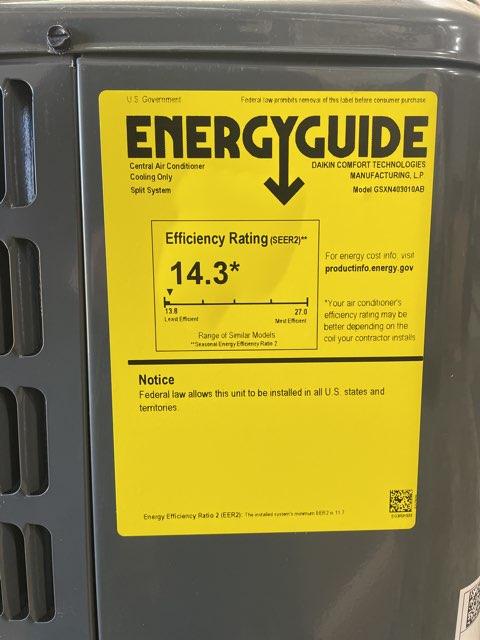 U.S. Government
Federal law prohibits removal of this label before consumer purchase
ENERGYGUIDE
Central Air Conditioner
Cooling Only
Split System
DAIKIN COMFORT TECHNOLOGIES
MANUFACTURING, L.P.
Model GSXN403010AB
Efficiency Rating (SEER2)**
14.3*
13.8
27.0
Least Efficient
Most Efficient
Range of Similar Models
**Seasonal Energy Efficiency Ratio 2
For energy cost info, visit
productinfo.energy.gov
*Your air conditioner's
efficiency rating may be
better depending on the
coil your contractor installs
Notice
Federal law allows this unit to be installed in all U.S. states and
territories.
Energy Efficiency Ratio 2 (EER2): The installed system's minimum EER2 is 11.7